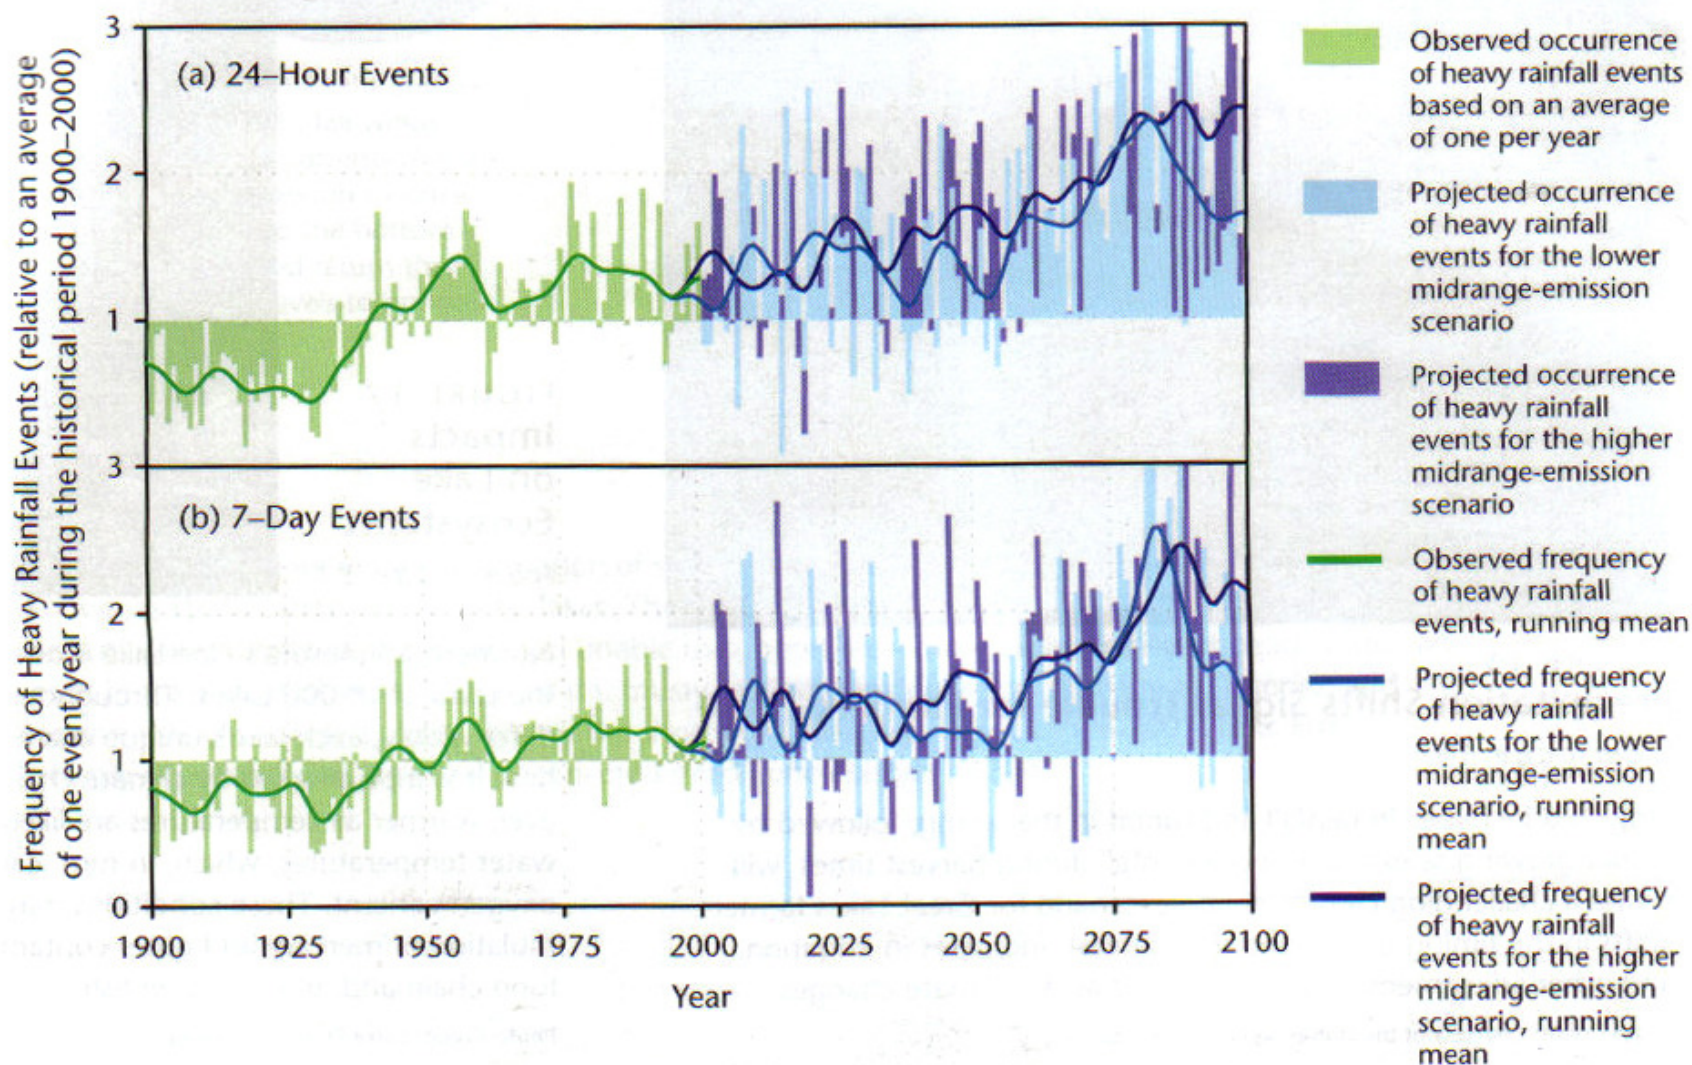 Frequency of Heavy Rainfall Events (relative to an average
of one event/year during the historical period 1900–2000)
3
(a) 24–Hour Events
2
1
3
(b) 7–Day Events
2
1
0
1900 1925 1950 1975 2000 2025 2050 2075 2100
Year
Observed occurrence
of heavy rainfall events
based on an average
of one per year
Projected occurrence
of heavy rainfall
events for the lower
midrange-emission
scenario
Projected occurrence
of heavy rainfall
events for the higher
midrange-emission
scenario
Observed frequency
of heavy rainfall
events, running mean
Projected frequency
of heavy rainfall
events for the lower
midrange-emission
scenario, running
mean
Projected frequency
of heavy rainfall
events for the higher
midrange-emission
scenario, running
mean